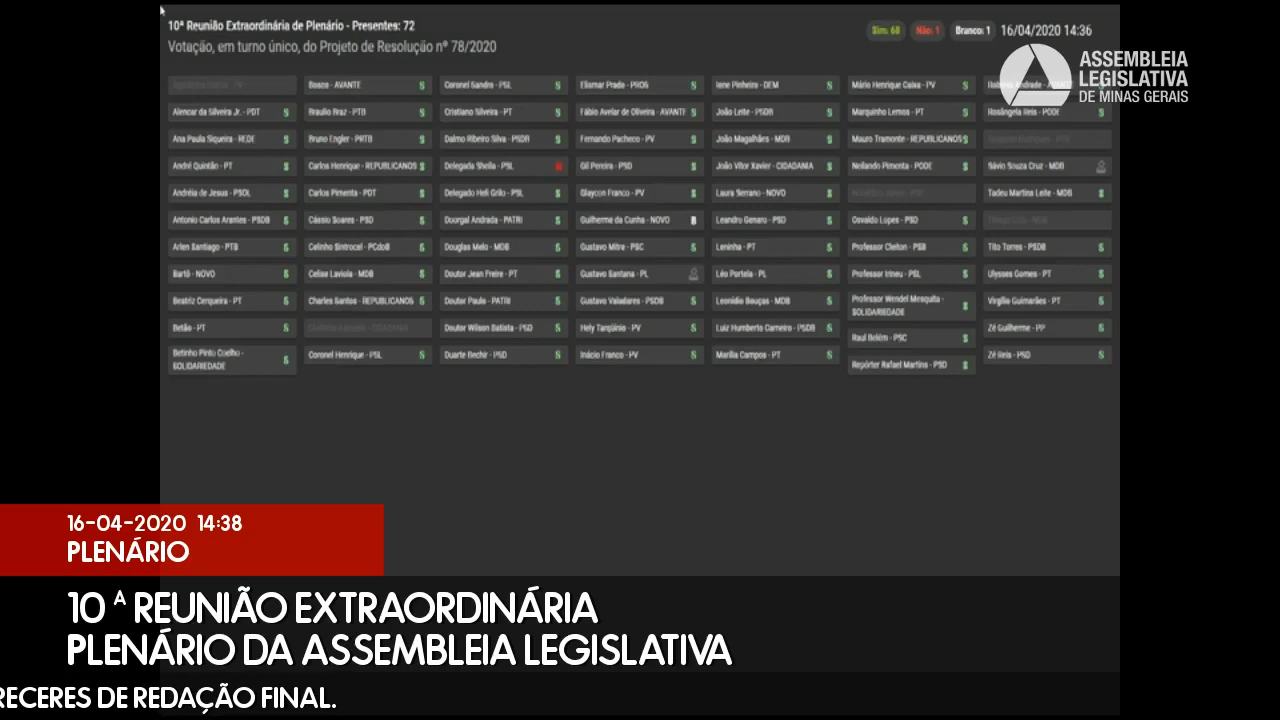 10ª Reunião Extraordinária de Plenário - Presentes: 72
Sim: 68 Não: 1 Branco: 1 16/04/2020 14:36
Votação, em turno único, do Projeto de Resolução nº 78/2020
ASSEMBLEIA
LEGISLATIVA
DE MINAS GERAIS
Alencar da Silveira Jr. - PDT S
Ana Paula Siqueira - REDE S
André Quintão - PT S
Andréia de Jesus - PSOL S
Antonio Carlos Arantes - PSDB S
Arlen Santiago - PTB S
Bartô - NOVO S
Beatriz Cerqueira - PT S
Betão - PT S
Betinho Pinto Coelho -
SOLIDARIEDADE S
Bosco - AVANTE S
Braulio Braz - PTB S
Bruno Engler - PRTB S
Carlos Henrique - REPUBLICANOS S
Carlos Pimenta - PDT S
Cássio Soares - PSD S
Celinho Sintrocel - PCdoB S
Celise Laviola - MDB S
Charles Santos - REPUBLICANOS S
Coronel Henrique - PSL S
Coronel Sandro - PSL S
Cristiano Silveira - PT S
Dalmo Ribeiro Silva - PSDB S
Delegada Sheila - PSL
Delegado Heli Grilo - PSL S
Doorgal Andrada - PATRI S
Douglas Melo - MDB S
Doutor Jean Freire - PT S
Doutor Paulo - PATRI S
Doutor Wilson Batista - PSD S
Duarte Bechir - PSD S
Elismar Prado - PROS S
Fábio Avelar de Oliveira - AVANTE S
Fernando Pacheco - PV S
Gil Pereira - PSD S
Glaycon Franco - PV S
Guilherme da Cunha - NOVO B
Gustavo Mitre - PSC S
Gustavo Santana - PL
Gustavo Valadares - PSDB S
Hely Tarqüínio - PV S
Inácio Franco - PV S
Ione Pinheiro - DEM S
João Leite - PSDB S
João Magalhães - MDB S
João Vítor Xavier - CIDADANIA S
Laura Serrano - NOVO S
Leandro Genaro - PSD S
Leninha - PT S
Léo Portela - PL S
Leonídio Bouças - MDB S
Luiz Humberto Carneiro - PSDB S
Marília Campos - PT S
Mário Henrique Caixa - PV S
Marquinho Lemos - PT S
Mauro Tramonte - REPUBLICANOS S
Neilando Pimenta - PODE S
Osvaldo Lopes - PSD S
Professor Cleiton - PSB S
Professor Irineu - PSL S
Professor Wendel Mesquita -
SOLIDARIEDADE S
Raul Belém - PSC S
Repórter Rafael Martins - PSD S
Rosângela Reis - PODE S
Sávio Souza Cruz - MDB
Tadeu Martins Leite - MDB S
Tito Torres - PSDB S
Ulysses Gomes - PT S
Virgílio Guimarães - PT S
Zé Guilherme - PP S
Zé Reis - PSD S
16-04-2020 14:38
PLENÁRIO
10 ª REUNIÃO EXTRAORDINÁRIA
PLENÁRIO DA ASSEMBLEIA LEGISLATIVA
RECERES DE REDAÇÃO FINAL.